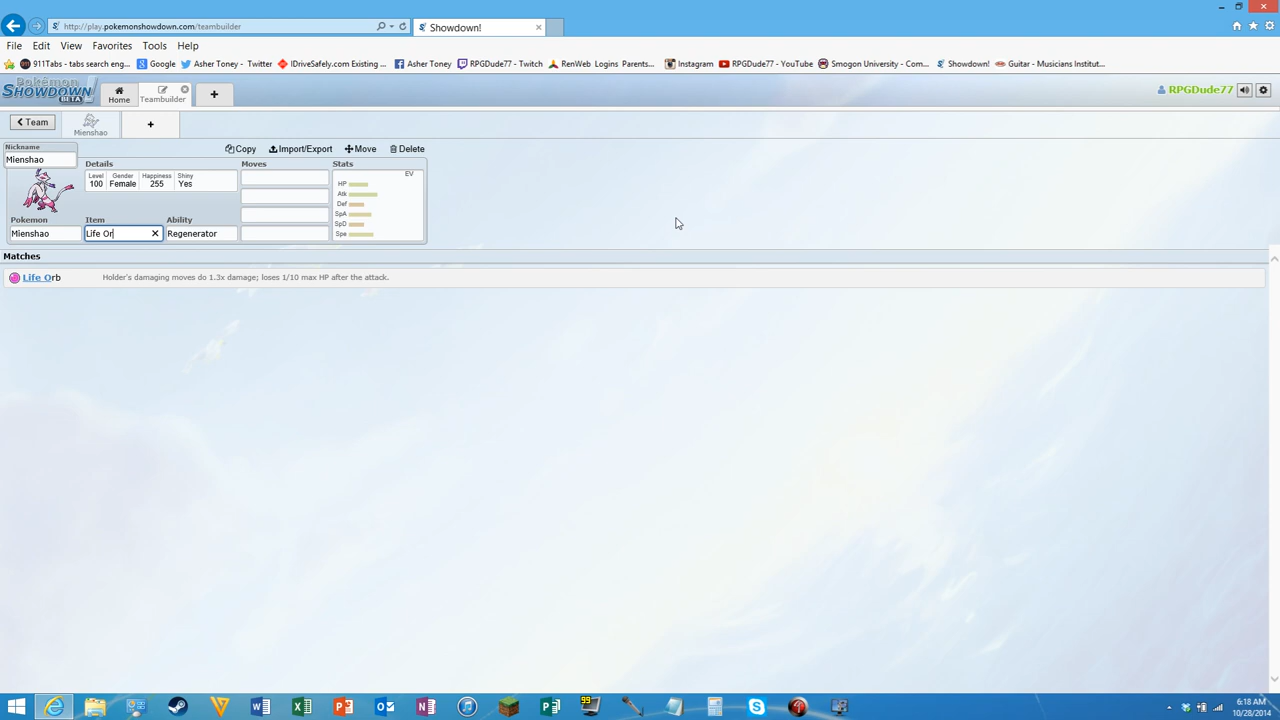 http://play.pokemonshowdown.com/teambuilder
Showdown!
File Edit View Favorites Tools Help
911Tabs - tabs search eng... Google Asher Toney - Twitter IDriveSafely.com Existing ... Asher Toney RPGDude77 - Twitch RenWeb Logins Parents... Instagram RPGDude77 - YouTube Smogon University - Com... Showdown! Guitar - Musicians Institut...
Pokémon
SHOWDOWN!
BETA
Home
Teambuilder
+
RPGDude77
< Team
Mienshao
+
Copy Import/Export Move Delete
Nickname
Mienshao
Details
Level Gender Happiness Shiny
100 Female 255 Yes
Pokemon
Mienshao
Item
Life Or
Ability
Regenerator
Moves
Stats
EV
HP
Atk
Def
SpA
SpD
Spe
Matches
Life Orb Holder's damaging moves do 1.3x damage; loses 1/10 max HP after the attack.
99
6:18 AM
10/28/2014